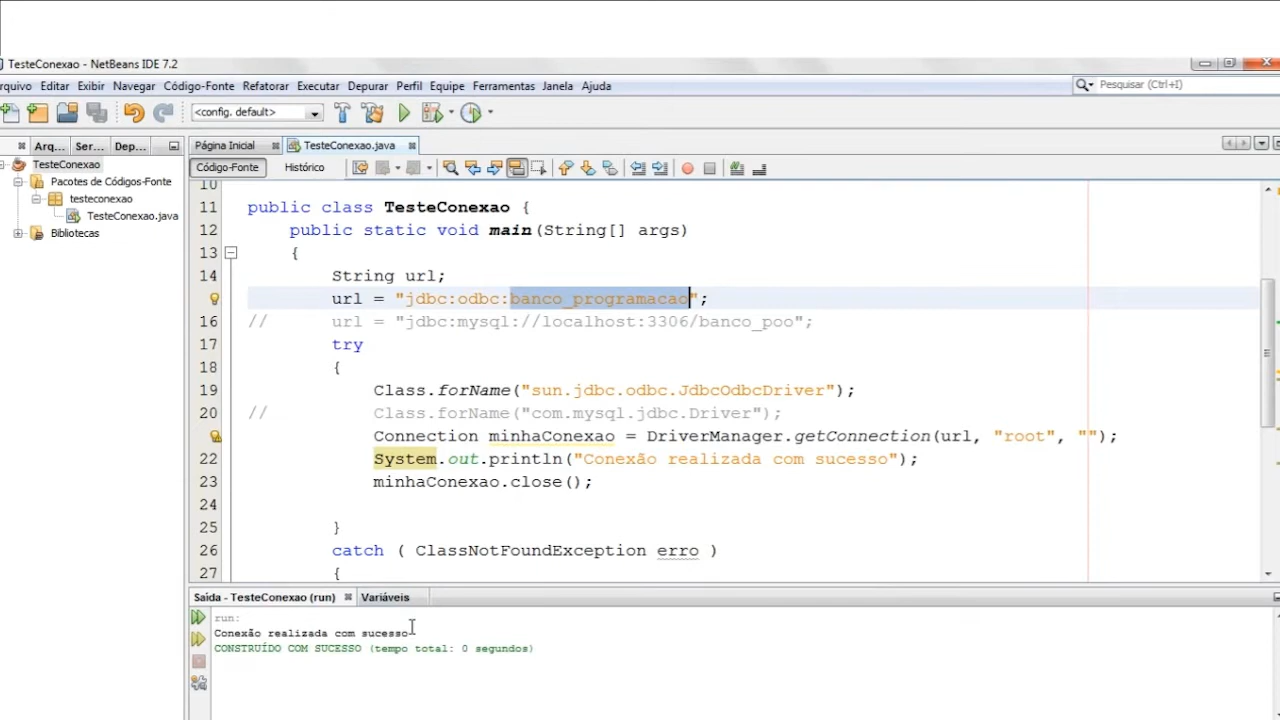 TesteConexao - NetBeans IDE 7.2
rquivo Editar Exibir Navegar Código-Fonte Refatorar Executar Depurar Perfil Equipe Ferramentas Janela Ajuda
Pesquisar (Ctrl+I)
<config. default>
Arq... Ser... Dep...
Página Inicial
TesteConexao.java
Código-Fonte
Histórico
TesteConexao
Pacotes de Códigos-Fonte
testeconexao
TesteConexao.java
Bibliotecas
10
11 public class TesteConexao {
12 public static void main(String[] args)
13 {
14 String url;
url = "jdbc:odbc:banco_programacao";
16 // url = "jdbc:mysql://localhost:3306/banco_poo";
17 try
18 {
19 Class.forName("sun.jdbc.odbc.JdbcOdbcDriver");
20 // Class.forName("com.mysql.jdbc.Driver");
Connection minhaConexao = DriverManager.getConnection(url, "root", "");
22 System.out.println("Conexão realizada com sucesso");
23 minhaConexao.close();
24
25 }
26 catch ( ClassNotFoundException erro )
27 {
Saída - TesteConexao (run)
Variáveis
run:
Conexão realizada com sucesso
CONSTRUÍDO COM SUCESSO (tempo total: 0 segundos)